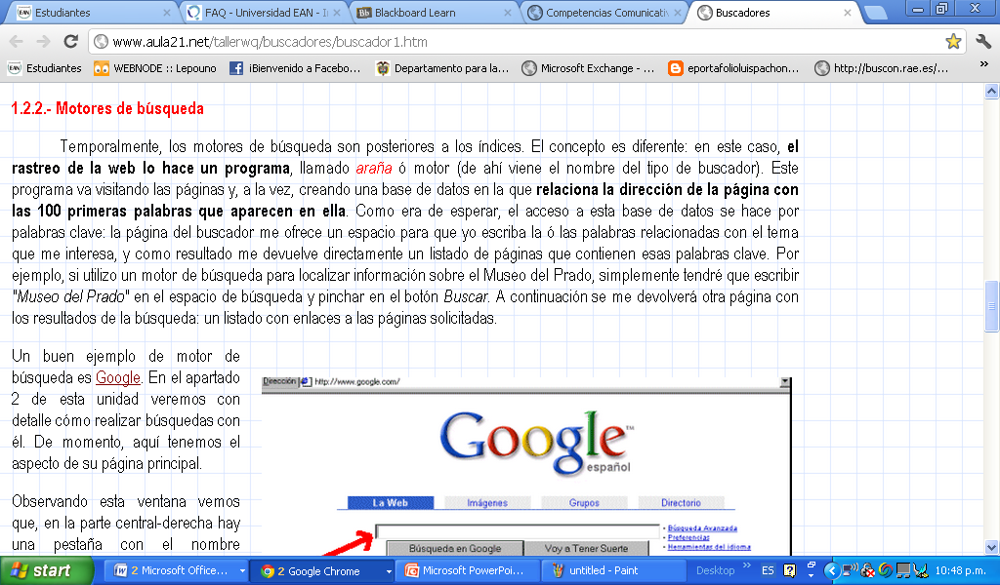 Estudiantes
FAQ - Universidad EAN - I
Blackboard Learn
Competencias Comunicativ
Buscadores
www.aula21.net/tallerwq/buscadores/buscador1.htm
Estudiantes
WEBNODE :: Lepouno
iBienvenido a Facebo...
Departamento para la...
Microsoft Exchange - ...
eportafolioluispachon...
http://buscon.rae.es/...
»
1.2.2.- Motores de búsqueda
Temporalmente, los motores de búsqueda son posteriores a los índices. El concepto es diferente: en este caso, el
rastreo de la web lo hace un programa, llamado araña ó motor (de ahí viene el nombre del tipo de buscador). Este
programa va visitando las páginas y, a la vez, creando una base de datos en la que relaciona la dirección de la página con
las 100 primeras palabras que aparecen en ella. Como era de esperar, el acceso a esta base de datos se hace por
palabras clave: la página del buscador me ofrece un espacio para que yo escriba la ó las palabras relacionadas con el tema
que me interesa, y como resultado me devuelve directamente un listado de páginas que contienen esas palabras clave. Por
ejemplo, si utilizo un motor de búsqueda para localizar información sobre el Museo del Prado, simplemente tendré que escribir
"Museo del Prado" en el espacio de búsqueda y pinchar en el botón Buscar. A continuación se me devolverá otra página con
los resultados de la búsqueda: un listado con enlaces a las páginas solicitadas.
Un buen ejemplo de motor de
búsqueda es Google. En el apartado
2 de esta unidad veremos con
detalle cómo realizar búsquedas con
él. De momento, aquí tenemos el
aspecto de su página principal.
Observando esta ventana vemos
que, en la parte central-derecha hay
una pestaña con el nombre
Dirección http://www.google.com/
Google™
español
La Web
Imágenes
Grupos
Directorio
• Búsqueda Avanzada
• Preferencias
• Herramientas del idioma
Búsqueda en Google
Voy a Tener Suerte
start
2 Microsoft Office...
2 Google Chrome
Microsoft PowerPoi...
untitled - Paint
Desktop
»
ES
10:48 p.m.